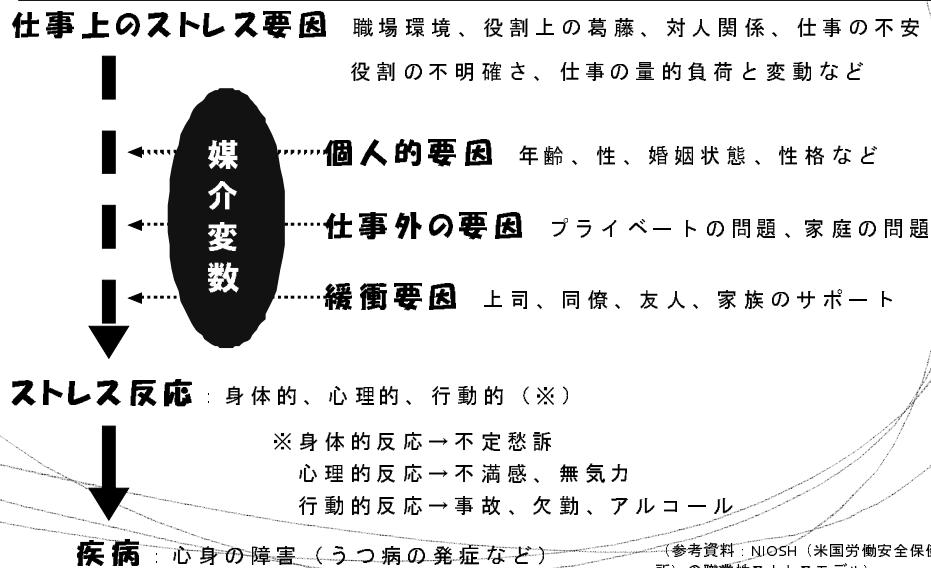 仕事上のストレス要因 職場環境、役割上の葛藤、対人関係、仕事の不安
役割の不明確さ、仕事の量的負荷と変動など
媒介変数
個人的要因 年齢、性、婚姻状態、性格など
仕事外の要因 プライベートの問題、家庭の問題
緩衝要因 上司、同僚、友人、家族のサポート
ストレス反応:身体的、心理的、行動的(※)
※身体的反応→不定愁訴
心理的反応→不満感、無気力
行動的反応→事故、欠勤、アルコール
疾病:心身の障害(うつ病の発症など)
(参考資料:NIOSH(米国労働安全保